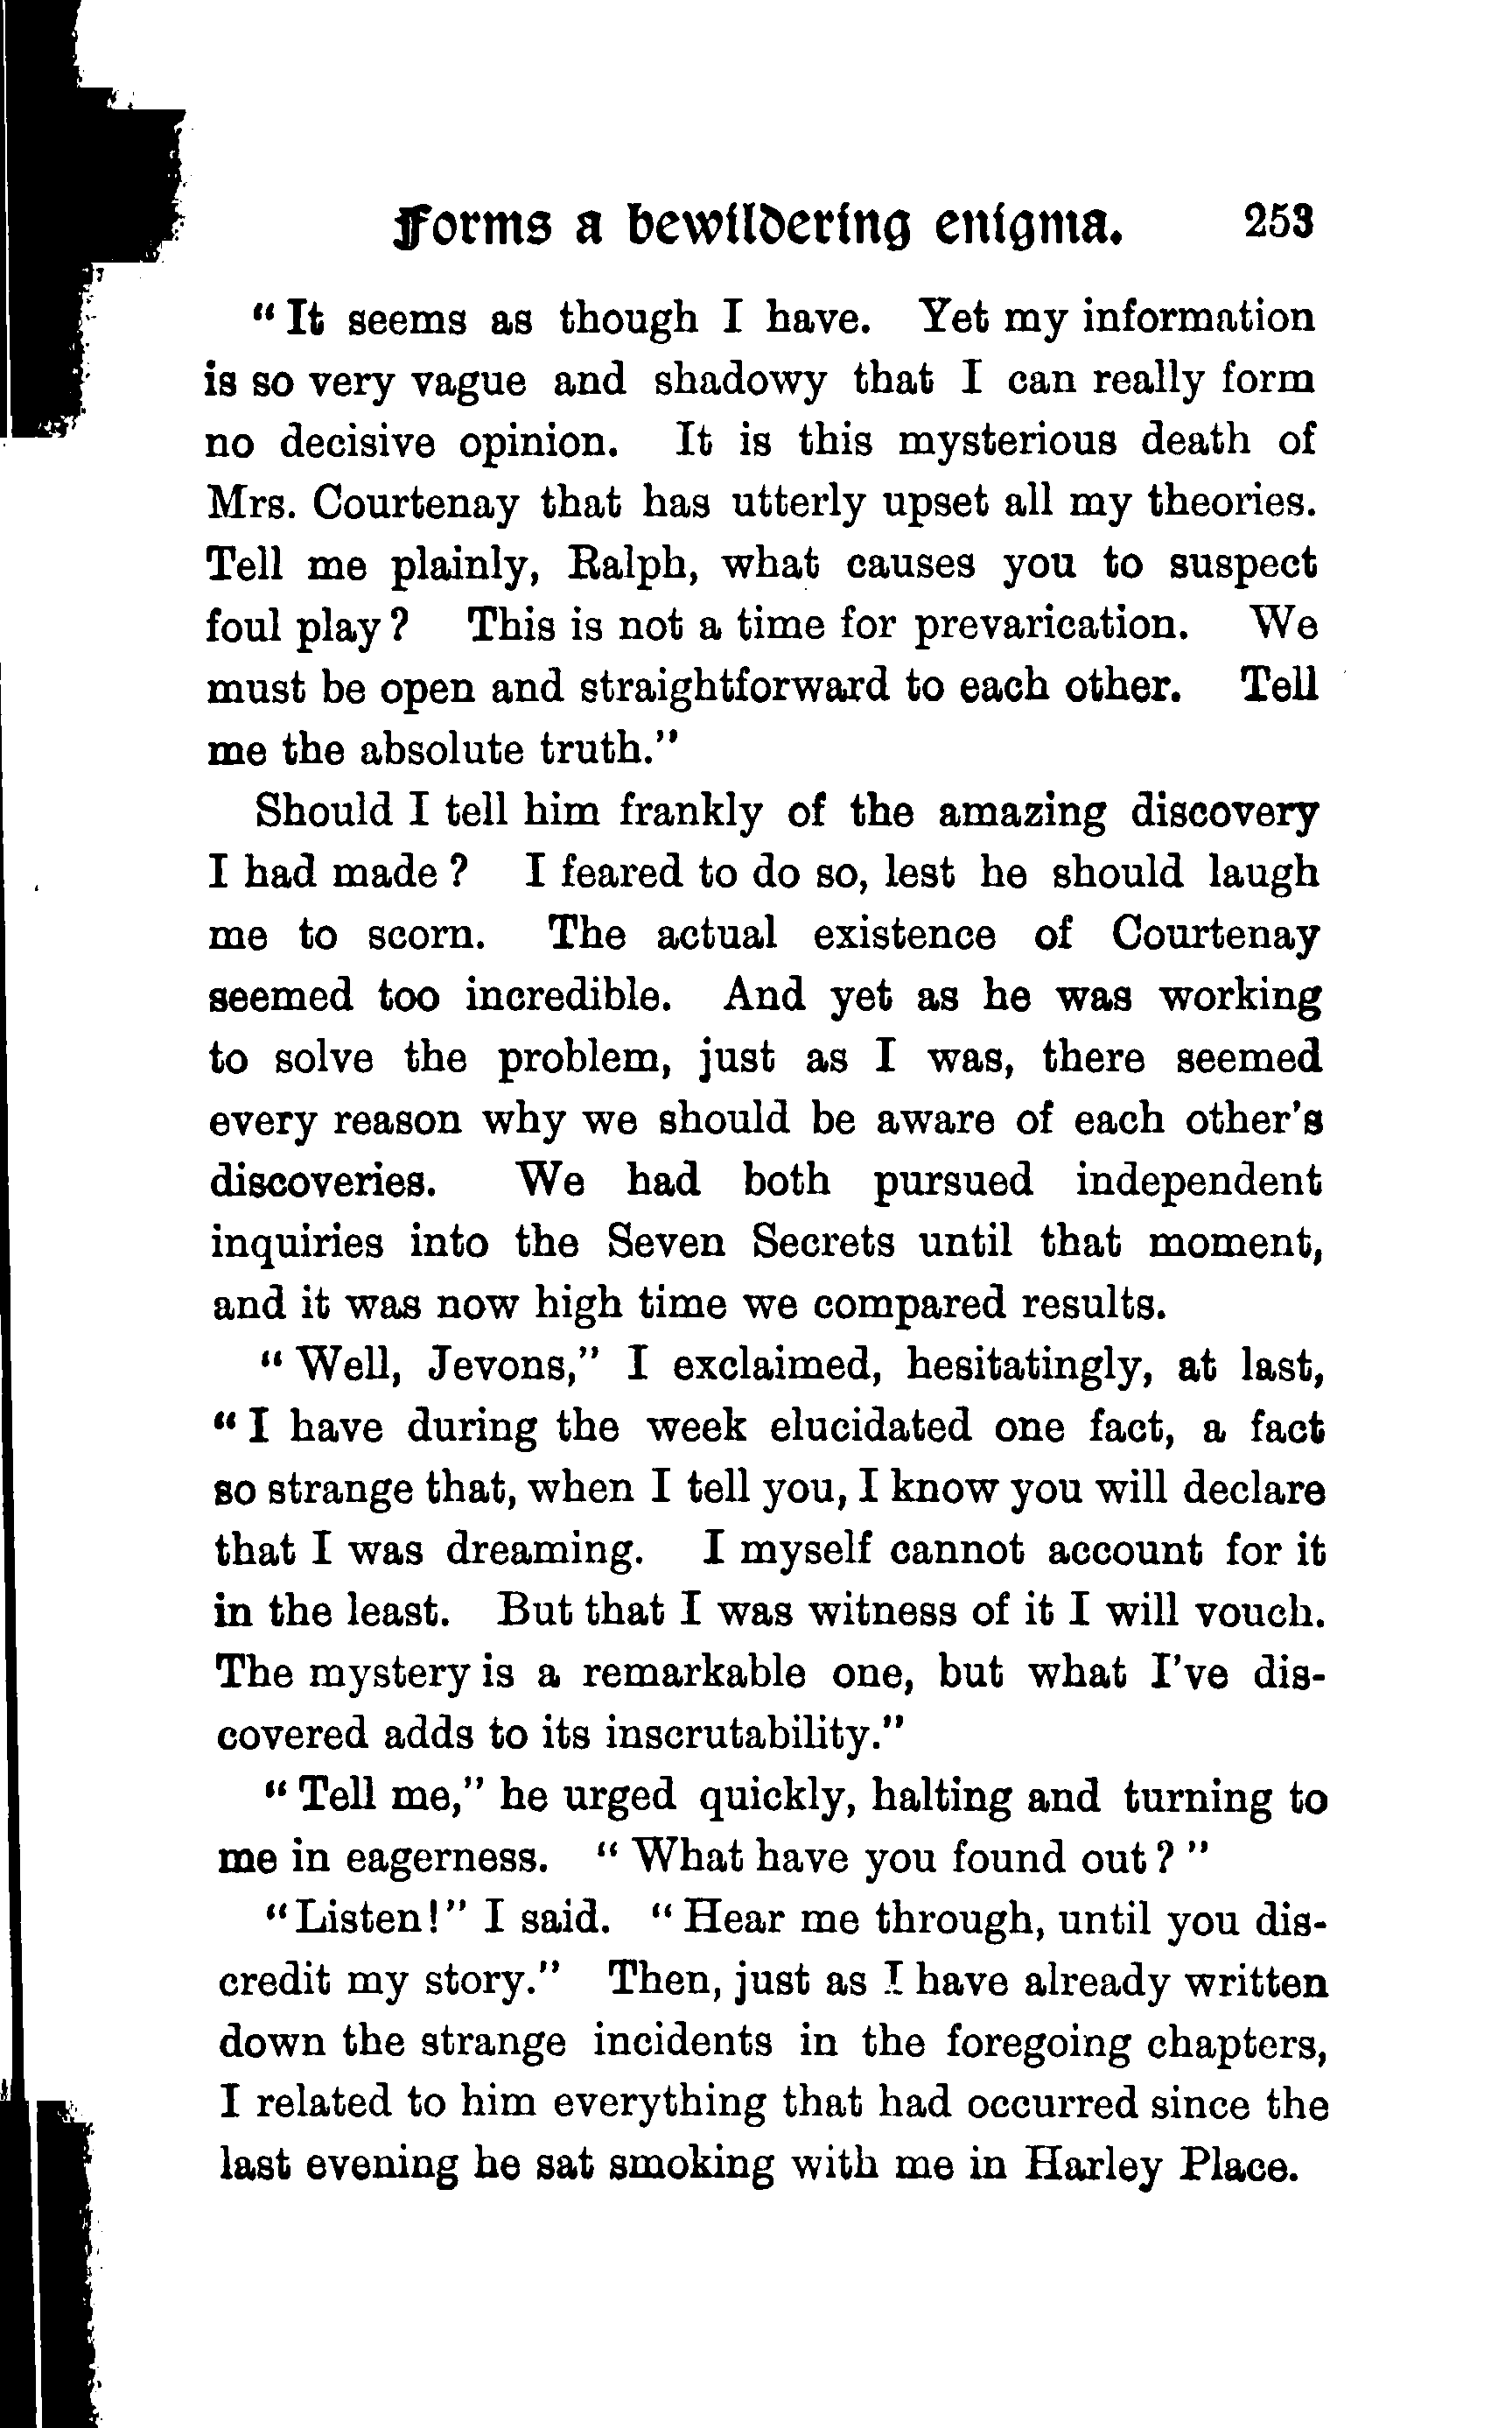 Forms a bewildering enigma. 253
"It seems as though I have. Yet my information
is so very vague and shadowy that I can really form
no decisive opinion. It is this mysterious death of
Mrs. Courtenay that has utterly upset all my theories.
Tell me plainly, Ralph, what causes you to suspect
foul play? This is not a time for prevarication. We
must be open and straightforward to each other. Tell
me the absolute truth."
Should I tell him frankly of the amazing discovery
I had made? I feared to do so, lest he should laugh
me to scorn. The actual existence of Courtenay
seemed too incredible. And yet as he was working
to solve the problem, just as I was, there seemed
every reason why we should be aware of each other's
discoveries. We had both pursued independent
inquiries into the Seven Secrets until that moment,
and it was now high time we compared results.
"Well, Jevons," I exclaimed, hesitatingly, at last,
"I have during the week elucidated one fact, a fact
so strange that, when I tell you, I know you will declare
that I was dreaming. I myself cannot account for it
in the least. But that I was witness of it I will vouch.
The mystery is a remarkable one, but what I've dis-
covered adds to its inscrutability."
"Tell me," he urged quickly, halting and turning to
me in eagerness. "What have you found out?"
"Listen!" I said. "Hear me through, until you dis-
credit my story." Then, just as I have already written
down the strange incidents in the foregoing chapters,
I related to him everything that had occurred since the
last evening he sat smoking with me in Harley Place.